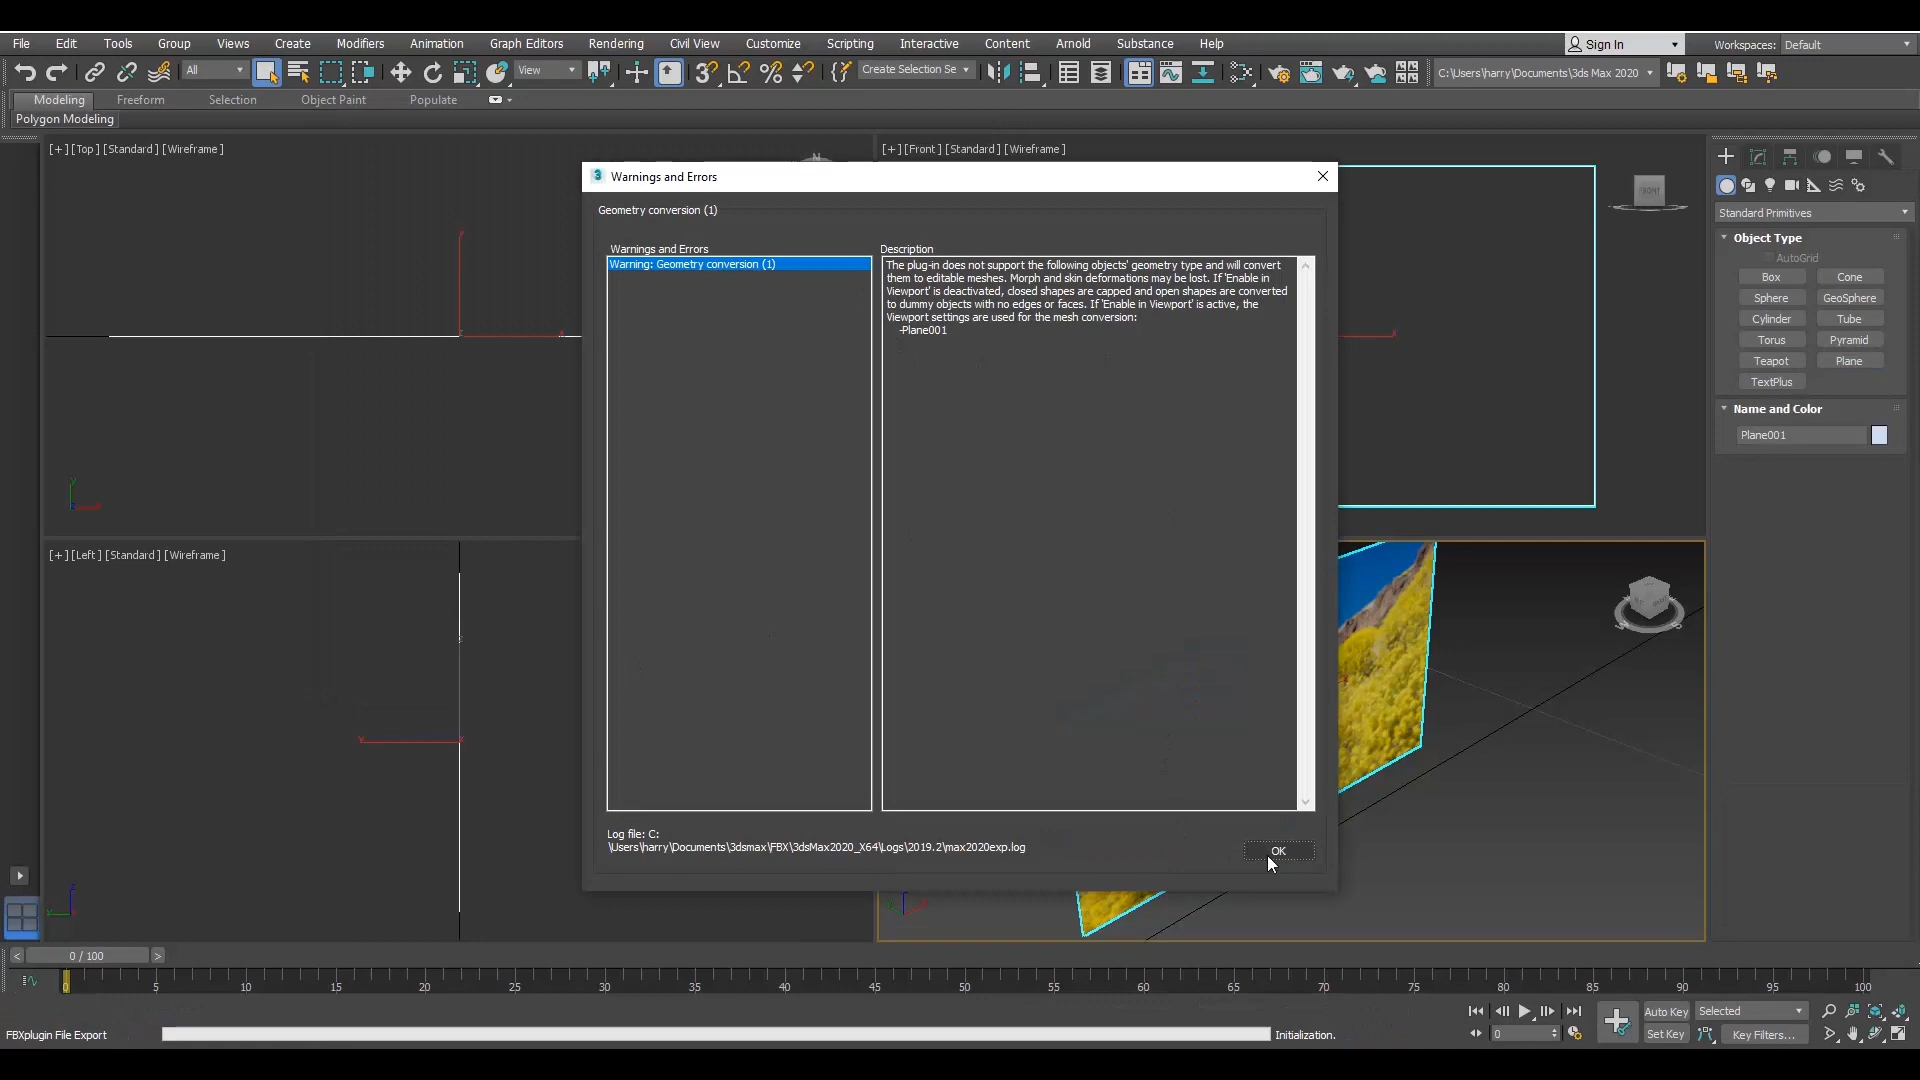 File Edit Tools Group Views Create Modifiers Animation Graph Editors Rendering Civil View Customize Scripting Interactive Content Arnold Substance Help Sign In Workspaces: Default
All View Create Selection Se C:\Users\harry\Documents\3ds Max 2020
Modeling Freeform Selection Object Paint Populate
Polygon Modeling
[+] [Top] [Standard] [Wireframe]
[+] [Front] [Standard] [Wireframe]
Warnings and Errors
Geometry conversion (1)
Warnings and Errors
Warning: Geometry conversion (1)
Description
The plug-in does not support the following objects' geometry type and will convert
them to editable meshes. Morph and skin deformations may be lost. If 'Enable in
Viewport' is deactivated, closed shapes are capped and open shapes are converted
to dummy objects with no edges or faces. If 'Enable in Viewport' is active, the
Viewport settings are used for the mesh conversion:
-Plane001
Log file: C:
\Users\harry\Documents\3dsmax\FBX\3dsMax2020_X64\Logs\2019.2\max2020exp.log
OK
FRONT
Standard Primitives
Object Type
AutoGrid
Box Cone
Sphere GeoSphere
Cylinder Tube
Torus Pyramid
Teapot Plane
TextPlus
Name and Color
Plane001
[+] [Left] [Standard] [Wireframe]
0 / 100
0 5 10 15 20 25 30 35 40 45 50 55 60 65 70 75 80 85 90 95 100
Auto Key Selected
FBXplugin File Export Initialization. 0 Set Key Key Filters...